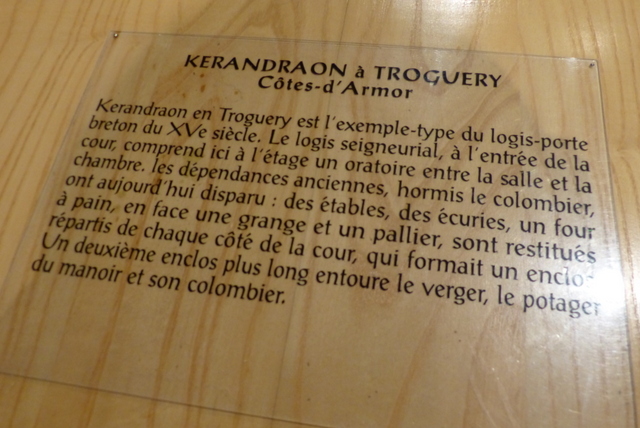 KERANDRAON à TROGUERY
Côtes-d'Armor
Kerandraon en Troguery est l'exemple-type du logis-porte
breton du XVe siècle. Le logis seigneurial, à l'entrée de la
cour, comprend ici à l'étage un oratoire entre la salle et la
chambre. les dépendances anciennes, hormis le colombier,
ont aujourd'hui disparu : des étables, des écuries, un four
à pain, en face une grange et un pallier, sont restitués
répartis de chaque côté de la cour, qui formait un enclo-
Un deuxième enclos plus long entoure le verger, le potager
du manoir et son colombier.